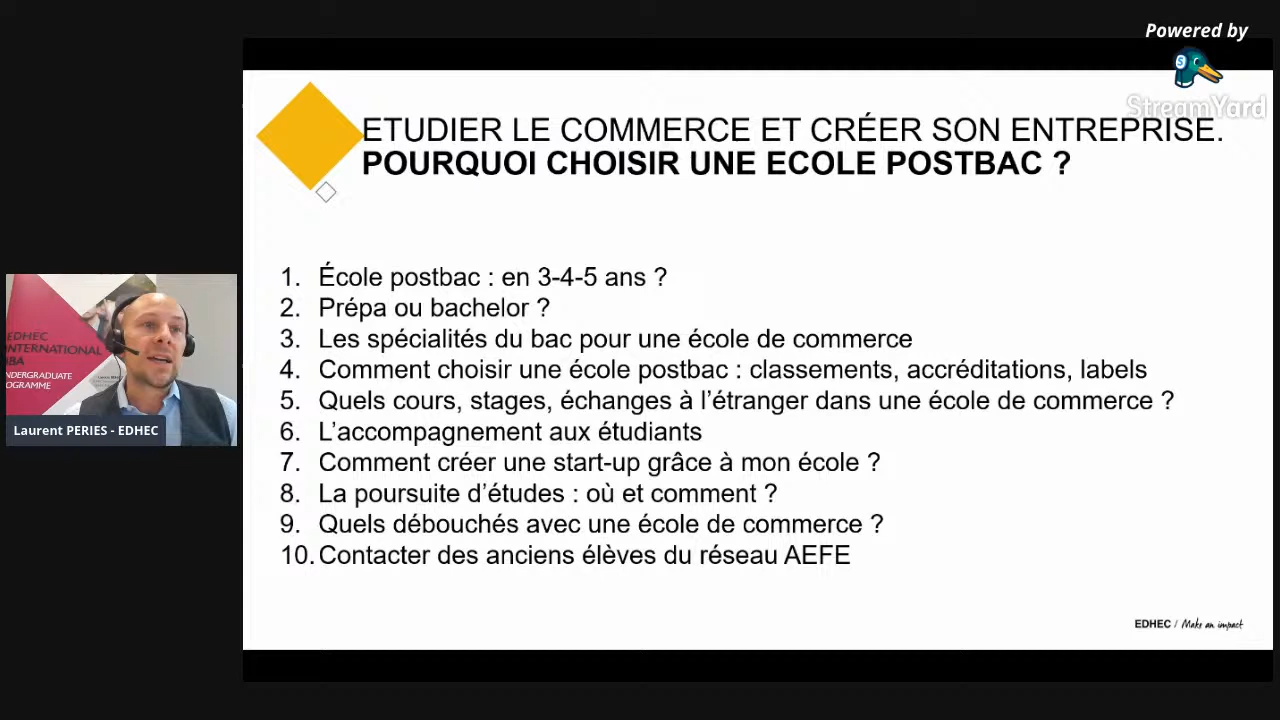 Powered by
StreamYard
ETUDIER LE COMMERCE ET CRÉER SON ENTREPRISE.
POURQUOI CHOISIR UNE ECOLE POSTBAC ?
1. École postbac : en 3-4-5 ans ?
2. Prépa ou bachelor ?
3. Les spécialités du bac pour une école de commerce
4. Comment choisir une école postbac : classements, accréditations, labels
5. Quels cours, stages, échanges à l’étranger dans une école de commerce ?
6. L’accompagnement aux étudiants
7. Comment créer une start-up grâce à mon école ?
8. La poursuite d’études : où et comment ?
9. Quels débouchés avec une école de commerce ?
10. Contacter des anciens élèves du réseau AEFE
EDHEC
INTERNATIONAL
BBA
UNDERGRADUATE
PROGRAMME
Laurent PERIES - EDHEC
EDHEC / Make an impact